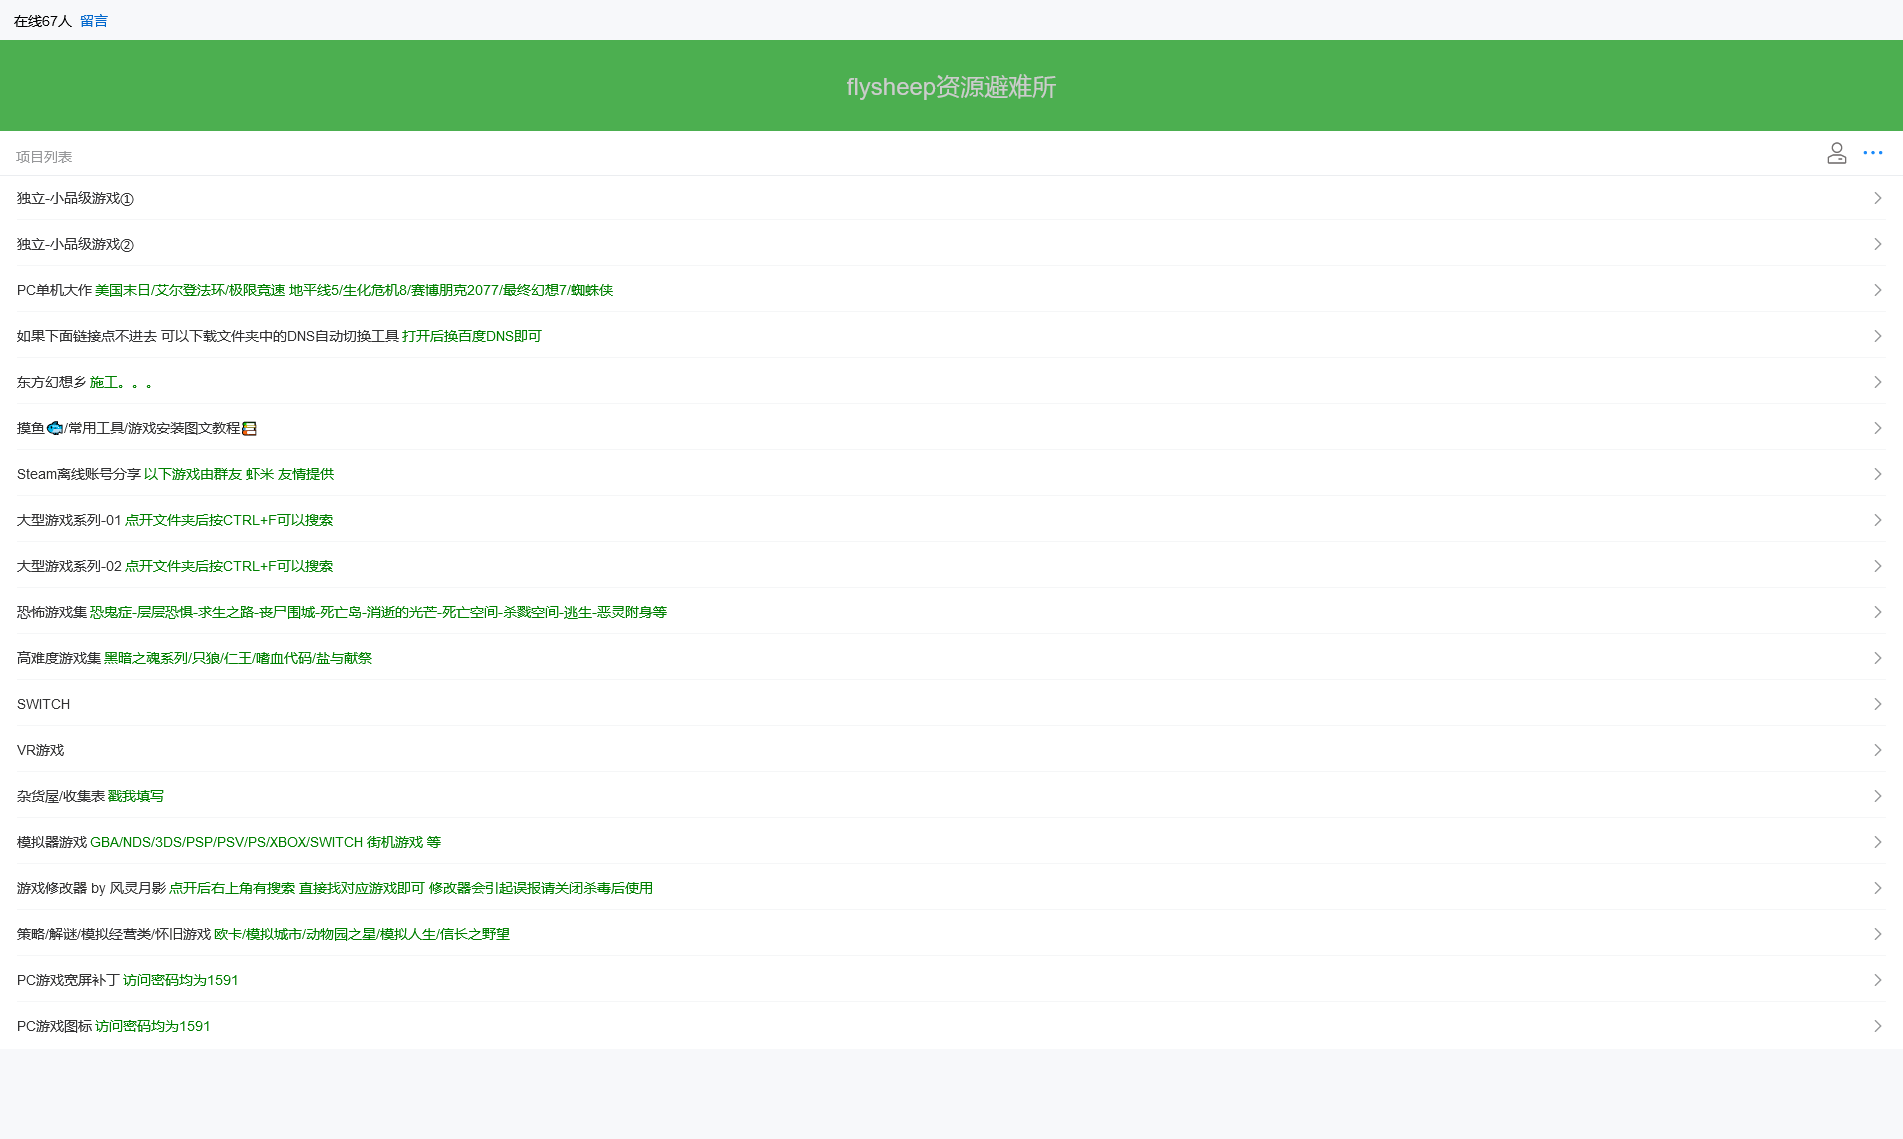 在线67人 留言
flysheep资源避难所
项目列表
独立-小品级游戏①
独立-小品级游戏②
PC单机大作 美国末日/艾尔登法环/极限竞速 地平线5/生化危机8/赛博朋克2077/最终幻想7/蜘蛛侠
如果下面链接点不进去 可以下载文件夹中的DNS自动切换工具 打开后换百度DNS即可
东方幻想乡 施工。。。
摸鱼🐟/常用工具/游戏安装图文教程📚
Steam离线账号分享 以下游戏由群友 虾米 友情提供
大型游戏系列-01 点开文件夹后按CTRL+F可以搜索
大型游戏系列-02 点开文件夹后按CTRL+F可以搜索
恐怖游戏集 恐鬼症-层层恐惧-求生之路-丧尸围城-死亡岛-消逝的光芒-死亡空间-杀戮空间-逃生-恶灵附身等
高难度游戏集 黑暗之魂系列/只狼/仁王/嗜血代码/盐与献祭
SWITCH
VR游戏
杂货屋/收集表 戳我填写
模拟器游戏 GBA/NDS/3DS/PSP/PSV/PS/XBOX/SWITCH 街机游戏 等
游戏修改器 by 风灵月影 点开后右上角有搜索 直接找对应游戏即可 修改器会引起误报请关闭杀毒后使用
策略/解谜/模拟经营类/怀旧游戏 欧卡/模拟城市/动物园之星/模拟人生/信长之野望
PC游戏宽屏补丁 访问密码均为1591
PC游戏图标 访问密码均为1591